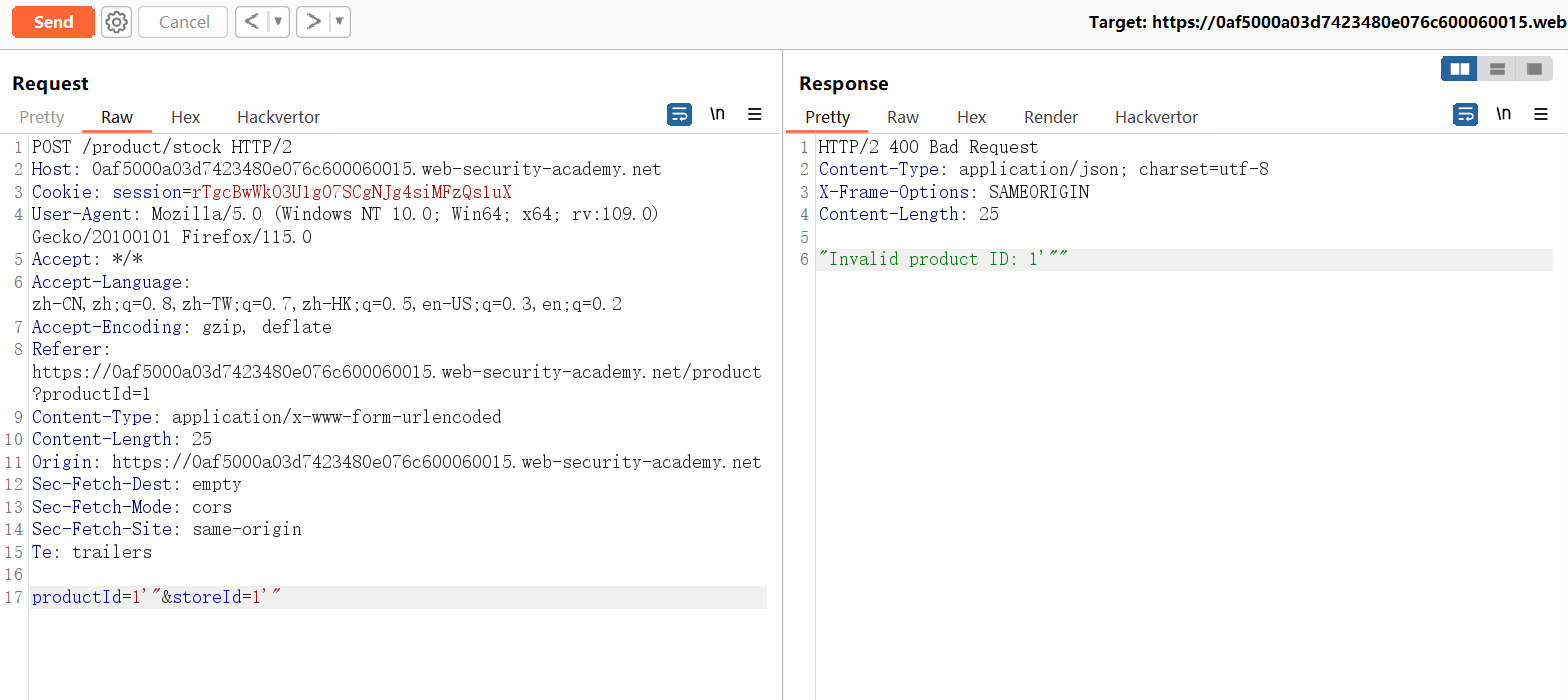 Send Cancel < ▼ > ▼ Target: https://0af5000a03d7423480e076c600060015.web
Request
Pretty Raw Hex Hackvertor \n
1 POST /product/stock HTTP/2
2 Host: 0af5000a03d7423480e076c600060015.web-security-academy.net
3 Cookie: session=rTgcBwWkO3UlgO7SCgNJg4siMFzQsluX
4 User-Agent: Mozilla/5.0 (Windows NT 10.0; Win64; x64; rv:109.0)
Gecko/20100101 Firefox/115.0
5 Accept: */*
6 Accept-Language:
zh-CN,zh;q=0.8,zh-TW;q=0.7,zh-HK;q=0.5,en-US;q=0.3,en;q=0.2
7 Accept-Encoding: gzip, deflate
8 Referer:
https://0af5000a03d7423480e076c600060015.web-security-academy.net/product
?productId=1
9 Content-Type: application/x-www-form-urlencoded
10 Content-Length: 25
11 Origin: https://0af5000a03d7423480e076c600060015.web-security-academy.net
12 Sec-Fetch-Dest: empty
13 Sec-Fetch-Mode: cors
14 Sec-Fetch-Site: same-origin
15 Te: trailers
16
17 productId=1'"&storeId=1'"
Response
Pretty Raw Hex Render Hackvertor \n
1 HTTP/2 400 Bad Request
2 Content-Type: application/json; charset=utf-8
3 X-Frame-Options: SAMEORIGIN
4 Content-Length: 25
5
6 "Invalid product ID: 1'""